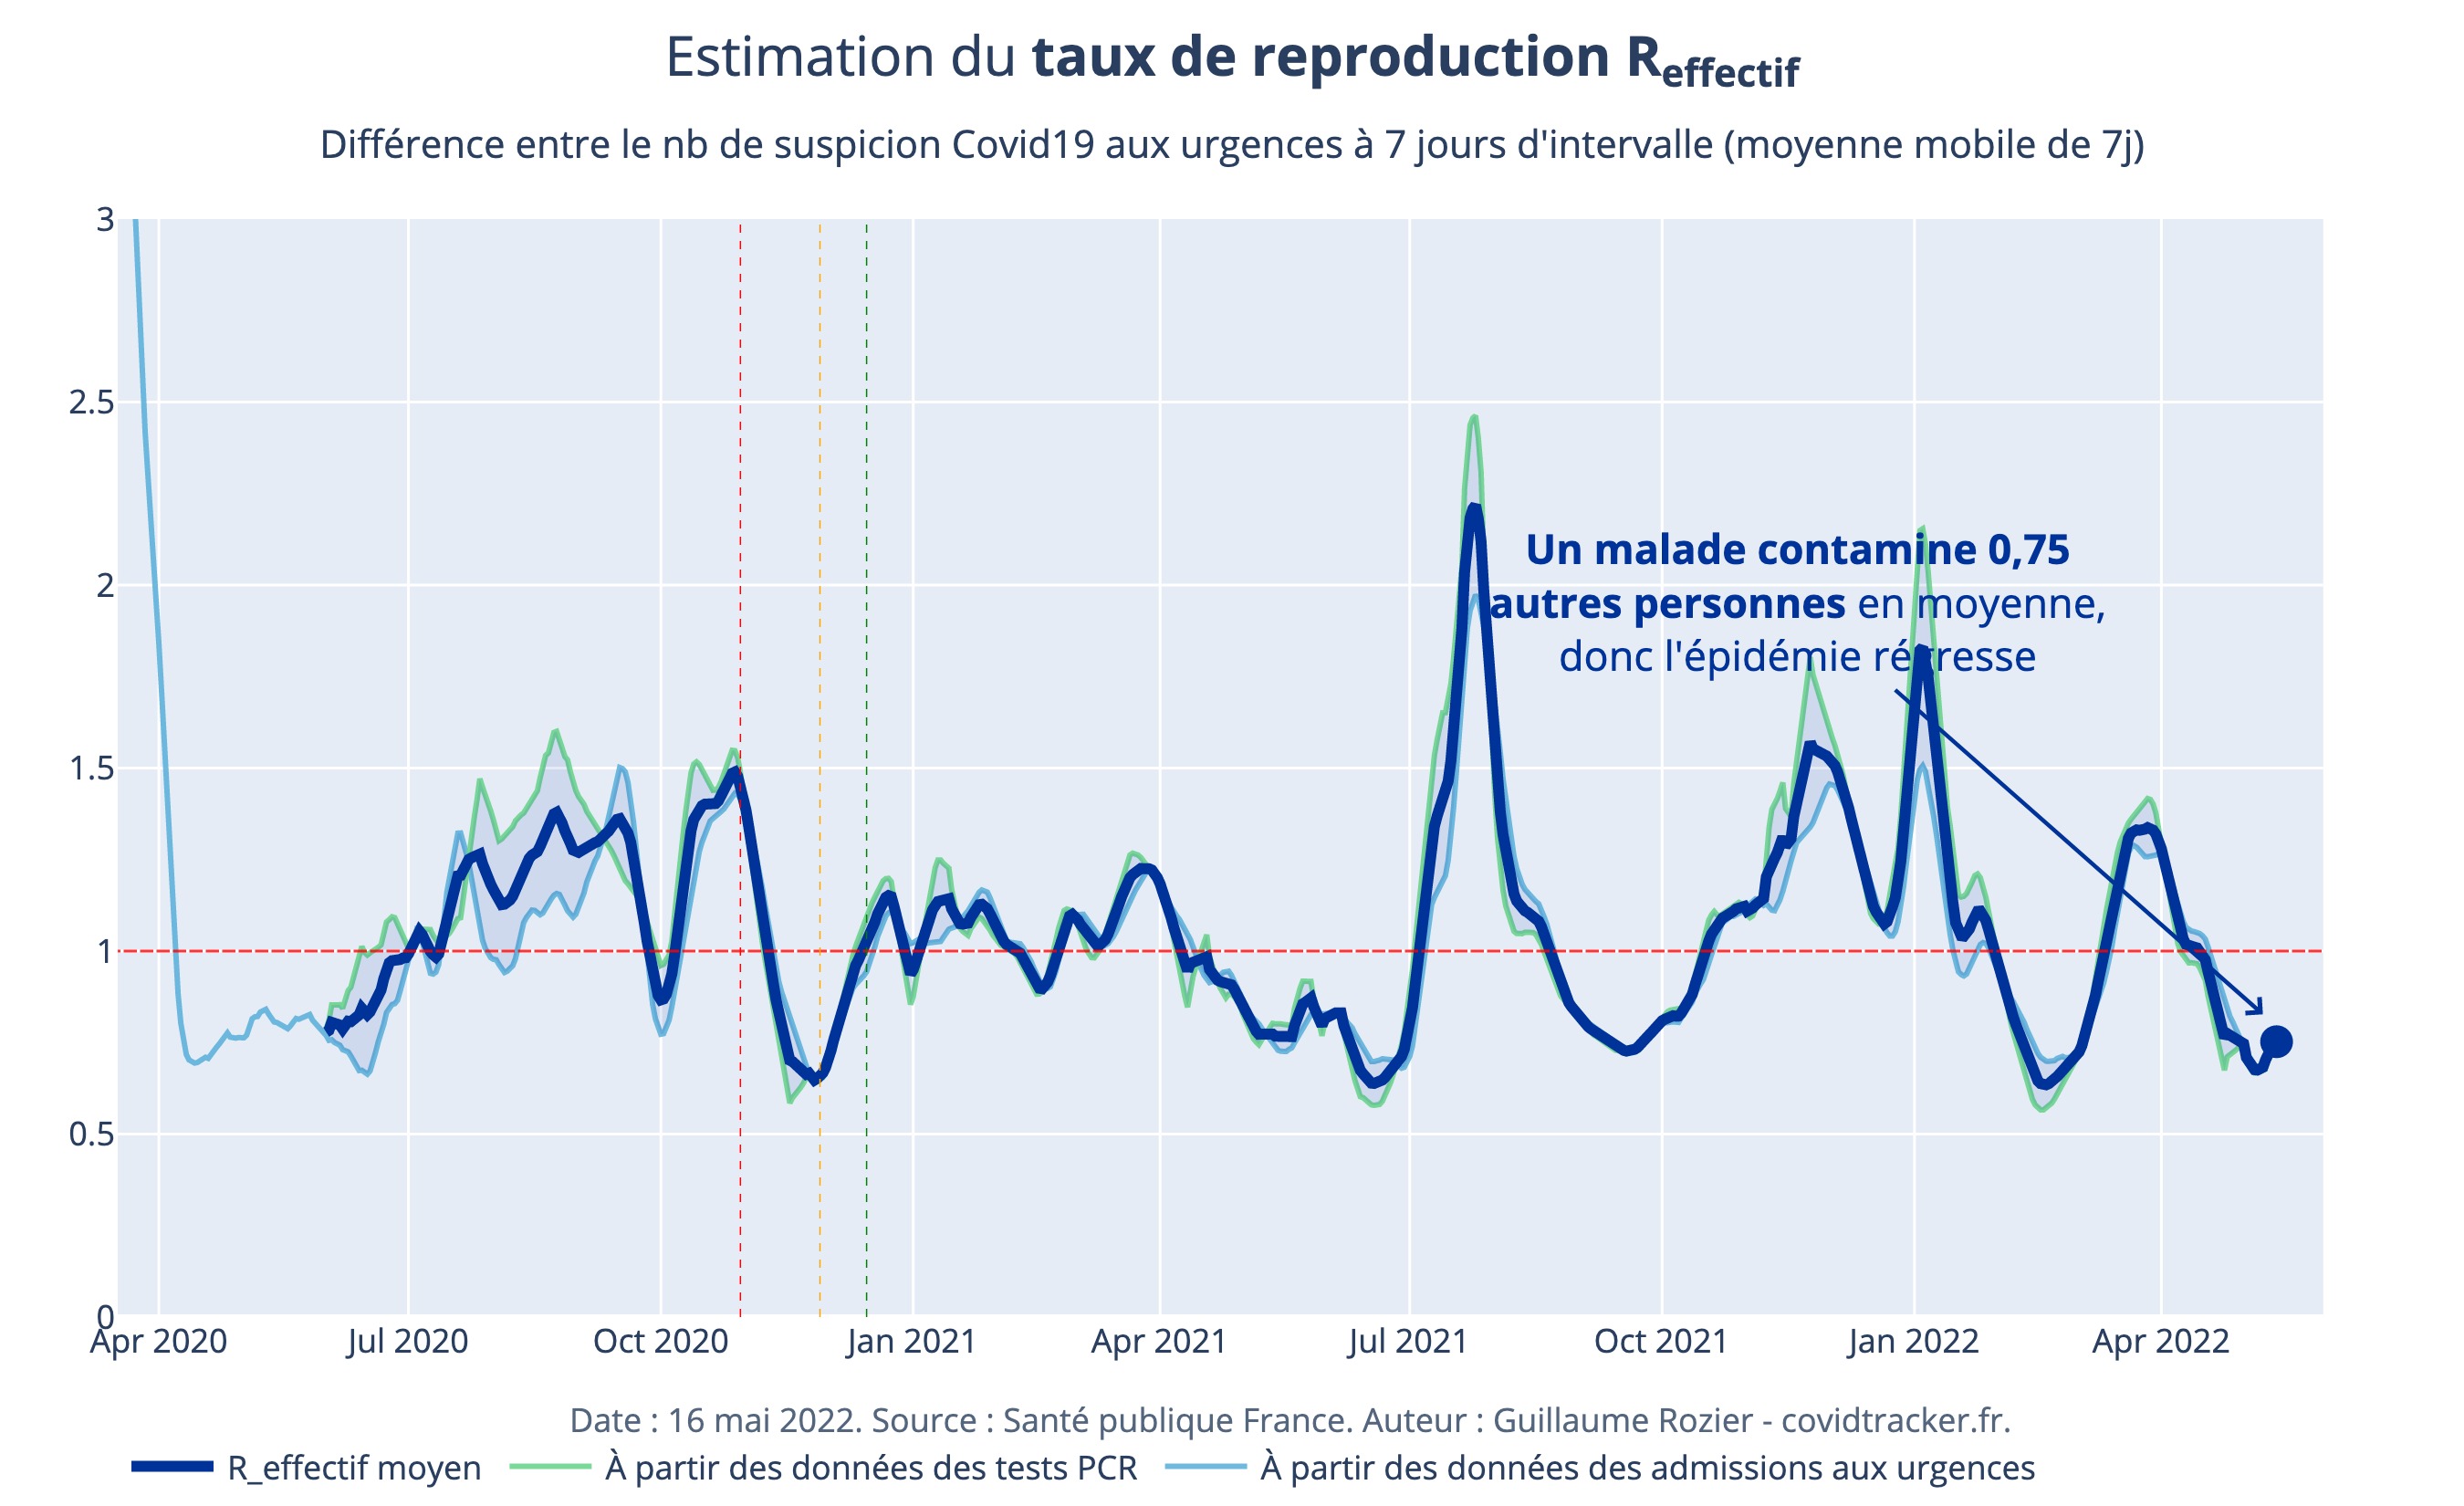 Estimation du taux de reproduction Reffectif
Différence entre le nb de suspicion Covid19 aux urgences à 7 jours d'intervalle (moyenne mobile de 7j)
3
2.5
2
1.5
1
0.5
0
Un malade contamine 0,75
autres personnes en moyenne,
donc l'épidémie régresse
Apr 2020 Jul 2020 Oct 2020 Jan 2021 Apr 2021 Jul 2021 Oct 2021 Jan 2022 Apr 2022
Date : 16 mai 2022. Source : Santé publique France. Auteur : Guillaume Rozier - covidtracker.fr.
R_effectif moyen À partir des données des tests PCR À partir des données des admissions aux urgences